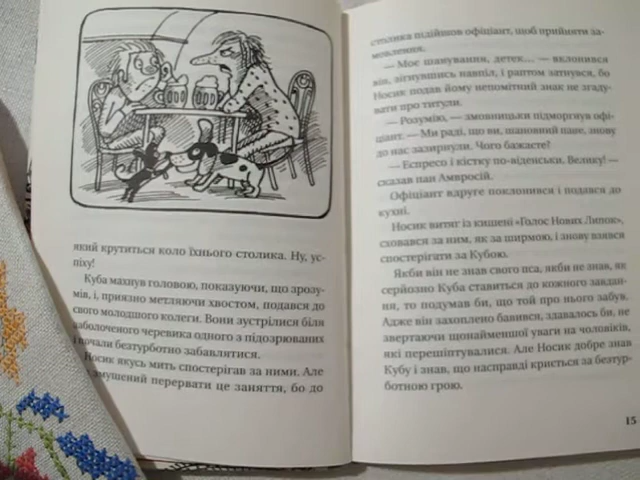 який крутиться коло їхнього столика. Ну, ус-
піху!
Куба махнув головою, показуючи, що зрозу-
мів, і, приязно метляючи хвостом, подався до
свого молодшого колеги. Вони зустрілися біля
заболоченого черевика одного з підозрюваних
і почали безтурботно забавлятися.
Носик якусь мить спостерігав за ними. Але
змушений перервати це заняття, бо до
столика підійшов офіціант, щоб прийняти за-
мовлення.
— Моє шанування, детек... — вклонився
він, зігнувшись навпіл, і раптом затнувся, бо
Носик подав йому непомітний знак не згаду-
вати про титули.
— Розумію, — змовницьки підморгнув офі-
ціант. — Ми раді, що ви, шановний пане, знову
до нас зазирнули. Чого бажаєте?
— Еспресо і кістку по-віденськи. Велику! —
сказав пан Амвросій.
Офіціант вдруге поклонився і подався до
кухні.
Носик витяг із кишені «Голос Нових Липок»,
сховався за ним, як за ширмою, і знову взявся
спостерігати за Кубою.
Якби він не знав свого пса, якби не знав, як
серйозно Куба ставиться до кожного завдан-
ня, то подумав би, що той про нього забув.
Адже він захоплено бавився, здавалось би, не
звертаючи щонайменшої уваги на чоловіків,
які перешіптувалися. Але Носик добре знав
Кубу і знав, що насправді криється за безтур-
ботною грою.
15